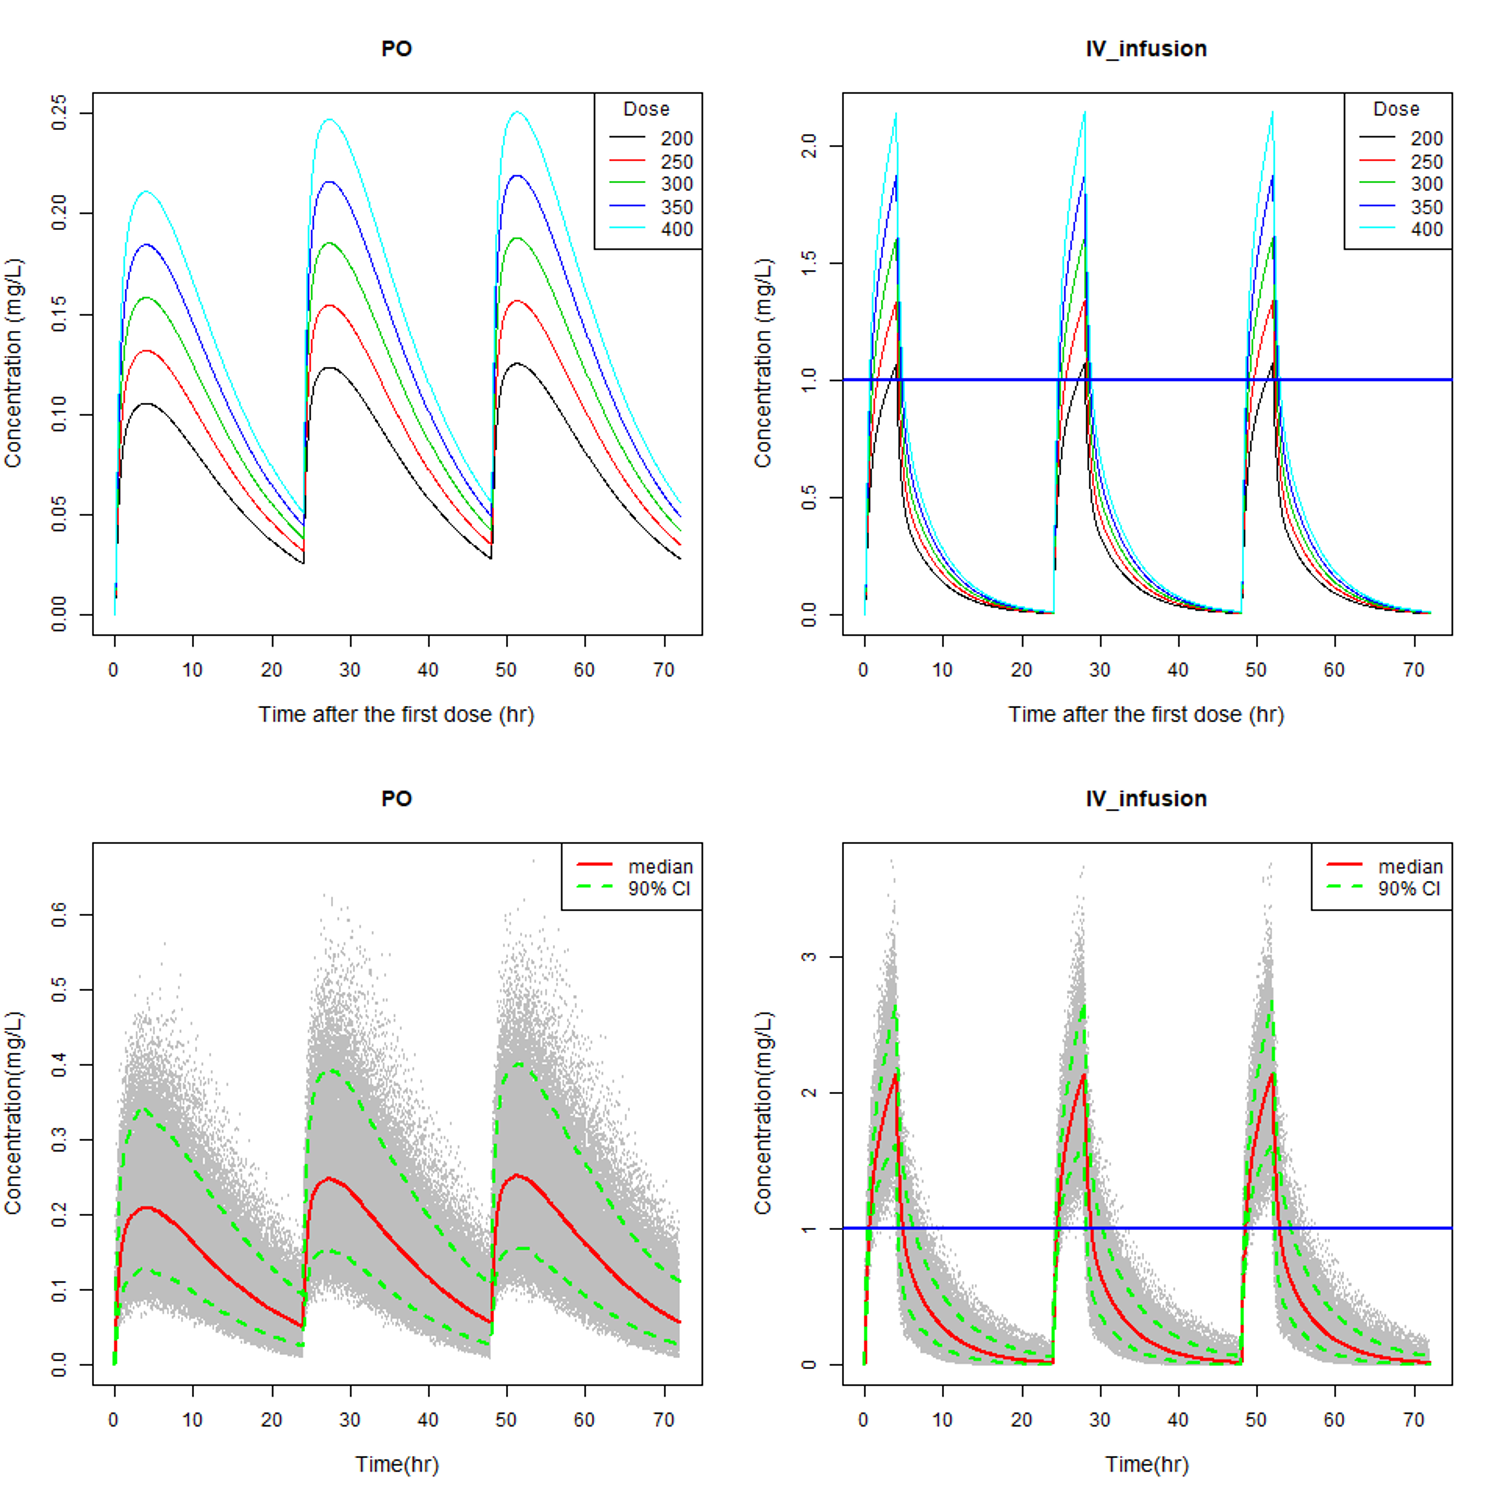 PO
Concentration (mg/L)
0.25
0.20
0.15
0.10
0.05
0.00
Dose
200
250
300
350
400
0 10 20 30 40 50 60 70
Time after the first dose (hr)
IV_infusion
Concentration (mg/L)
2.0
1.5
1.0
0.5
0.0
Dose
200
250
300
350
400
0 10 20 30 40 50 60 70
Time after the first dose (hr)
PO
Concentration(mg/L)
0.6
0.5
0.4
0.3
0.2
0.1
0.0
median
90% CI
0 10 20 30 40 50 60 70
Time(hr)
IV_infusion
Concentration(mg/L)
3
2
1
0
median
90% CI
0 10 20 30 40 50 60 70
Time(hr)